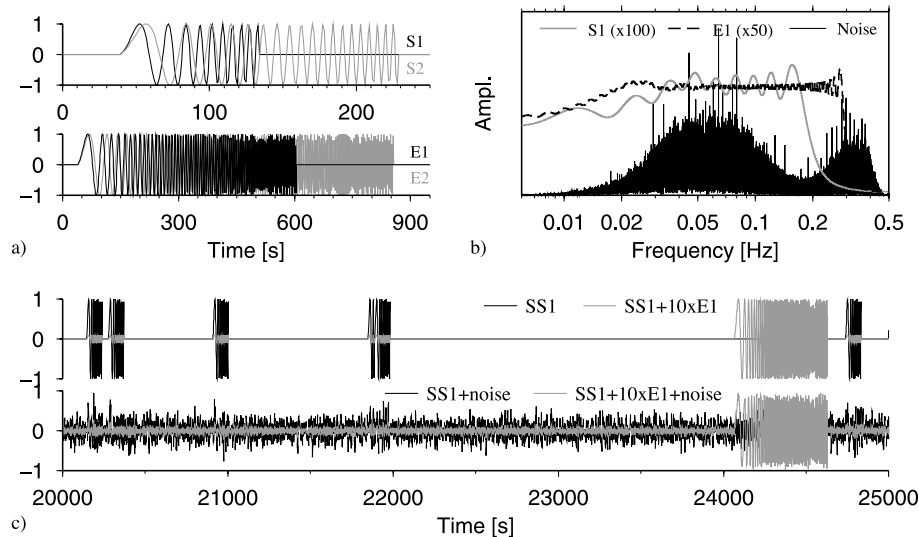 1
0
−1
S1
S2
0
100
200
1
0
−1
E1
E2
0
300
600
900
Time [s]
a)
S1 (x100)
E1 (x50)
Noise
Ampl.
0.01
0.02
0.05
0.1
0.2
0.5
Frequency [Hz]
b)
1
0
−1
SS1
SS1+10xE1
1
0
−1
SS1+noise
SS1+10xE1+noise
20000
21000
22000
23000
24000
25000
Time [s]
c)